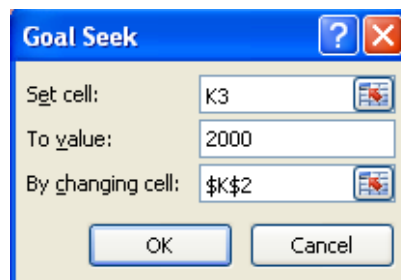 Goal Seek ?
Set cell: K3
To value: 2000
By changing cell: $K$2
OK Cancel